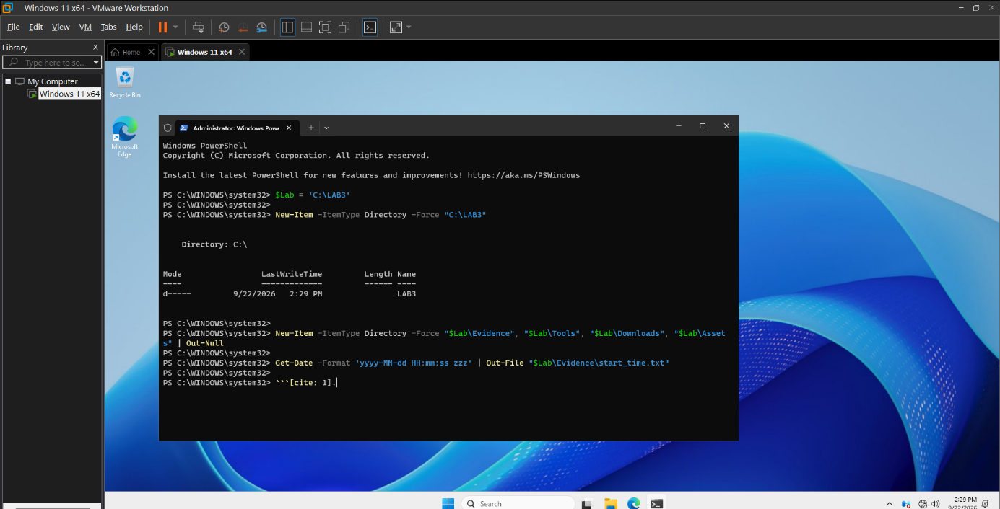 Windows 11 x64 - VMware Workstation
File Edit View VM Tabs Help
Library
Home
Windows 11 x64
Type here to se...
My Computer
Windows 11 x64
Recycle Bin
Microsoft
Edge
Administrator: Windows Powe
Windows PowerShell
Copyright (C) Microsoft Corporation. All rights reserved.
Install the latest PowerShell for new features and improvements! https://aka.ms/PSWindows
PS C:\WINDOWS\system32> $Lab = 'C:\LAB3'
PS C:\WINDOWS\system32>
PS C:\WINDOWS\system32> New-Item -ItemType Directory -Force "C:\LAB3"
Directory: C:\
Mode LastWriteTime Length Name
---- ------------- ------ ----
d----- 9/22/2026 2:29 PM LAB3
PS C:\WINDOWS\system32>
PS C:\WINDOWS\system32> New-Item -ItemType Directory -Force "$Lab\Evidence", "$Lab\Tools", "$Lab\Downloads", "$Lab\Asset
s" | Out-Null
PS C:\WINDOWS\system32>
PS C:\WINDOWS\system32> Get-Date -Format 'yyyy-MM-dd HH:mm:ss zzz' | Out-File "$Lab\Evidence\start_time.txt"
PS C:\WINDOWS\system32>
PS C:\WINDOWS\system32> ```[cite: 1].
Search
2:29 PM
9/22/2026